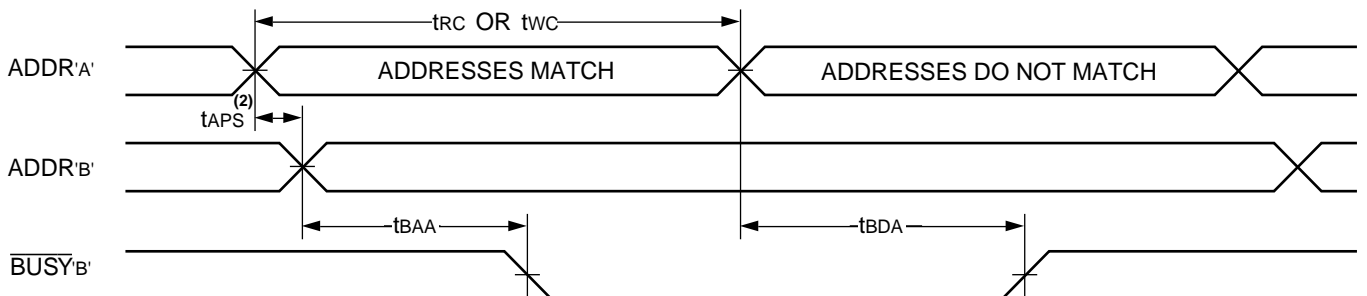 tRC OR tWC
ADDR'A'
ADDRESSES MATCH
ADDRESSES DO NOT MATCH
(2)
tAPS
ADDR'B'
tBAA
tBDA
BUSY'B'